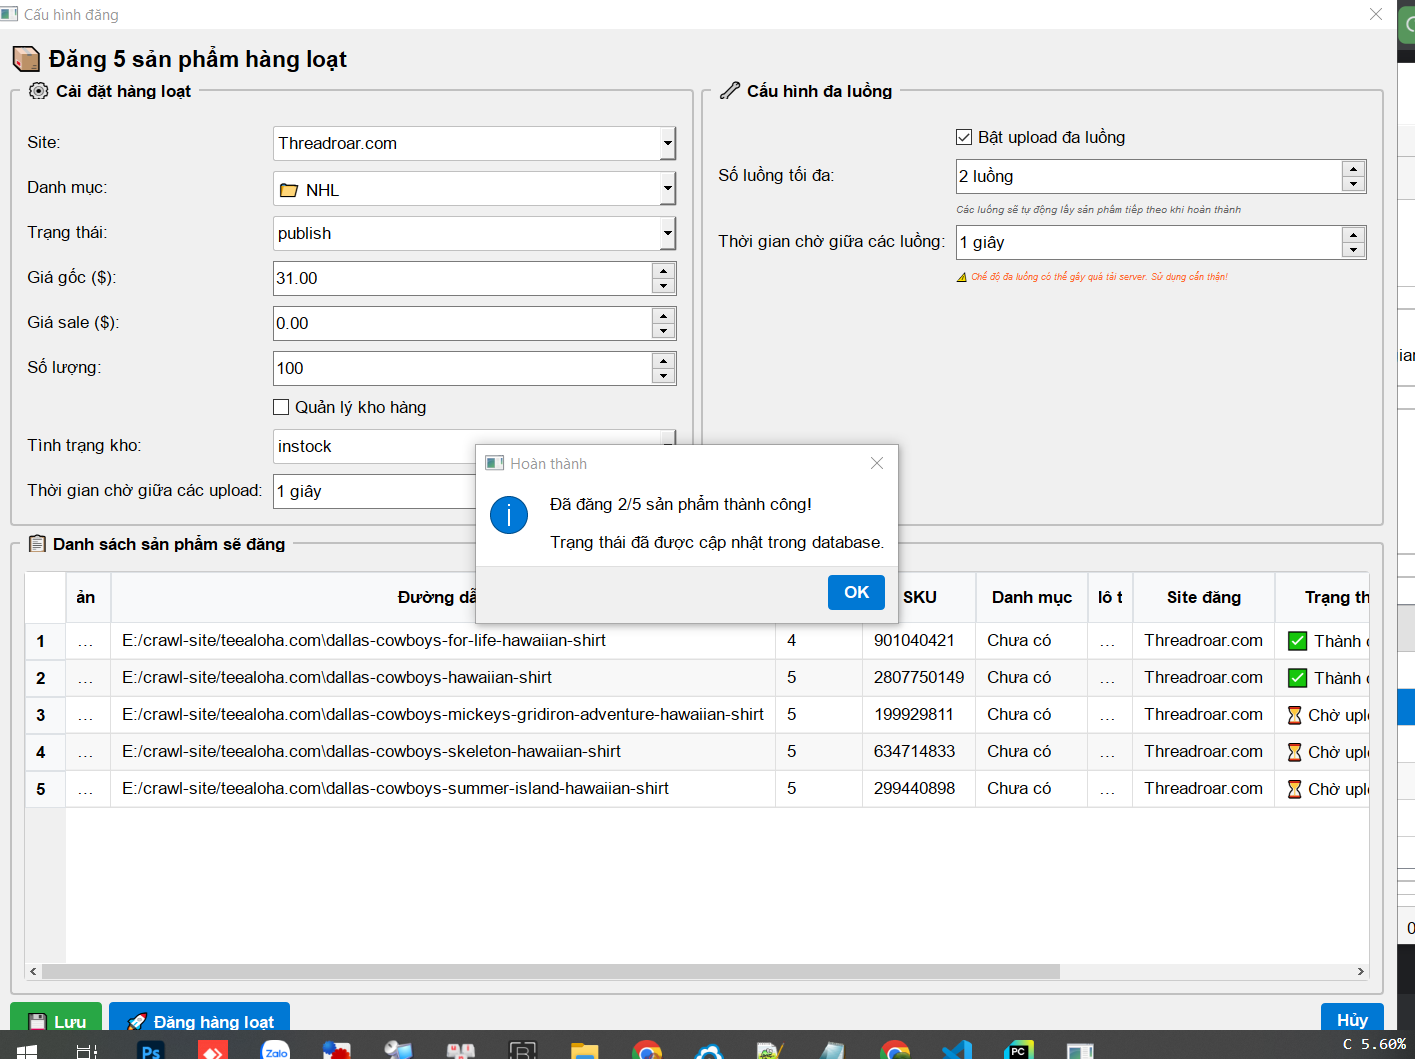 Cấu hình đăng
Đăng 5 sản phẩm hàng loạt
Cài đặt hàng loạt
Site:
Threadroar.com
Danh mục:
NHL
Trạng thái:
publish
Giá gốc ($):
31.00
Giá sale ($):
0.00
Số lượng:
100
Quản lý kho hàng
Tình trạng kho:
instock
Thời gian chờ giữa các upload:
1 giây
Cấu hình đa luồng
Bật upload đa luồng
Số luồng tối đa:
2 luồng
Các luồng sẽ tự động lấy sản phẩm tiếp theo khi hoàn thành
Thời gian chờ giữa các luồng:
1 giây
Chế độ đa luồng có thể gây quá tải server. Sử dụng cẩn thận!
Hoàn thành
Đã đăng 2/5 sản phẩm thành công!
Trạng thái đã được cập nhật trong database.
OK
Danh sách sản phẩm sẽ đăng
ản Đường dẫ SKU Danh mục lô t Site đăng Trạng th
1 ... E:/crawl-site/teealoha.com\dallas-cowboys-for-life-hawaiian-shirt 4 901040421 Chưa có ... Threadroar.com Thành c
2 ... E:/crawl-site/teealoha.com\dallas-cowboys-hawaiian-shirt 5 2807750149 Chưa có ... Threadroar.com Thành c
3 ... E:/crawl-site/teealoha.com\dallas-cowboys-mickeys-gridiron-adventure-hawaiian-shirt 5 199929811 Chưa có ... Threadroar.com Chờ uplo
4 ... E:/crawl-site/teealoha.com\dallas-cowboys-skeleton-hawaiian-shirt 5 634714833 Chưa có ... Threadroar.com Chờ uplo
5 ... E:/crawl-site/teealoha.com\dallas-cowboys-summer-island-hawaiian-shirt 5 299440898 Chưa có ... Threadroar.com Chờ uplo
Lưu
Đăng hàng loạt
Hủy
Ps
Zalo
PC
C 5.60%